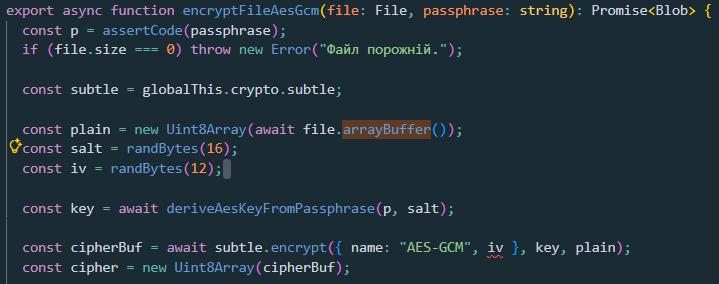 export async function encryptFileAesGcm(file: File, passphrase: string): Promise<Blob> {
const p = assertCode(passphrase);
if (file.size === 0) throw new Error("Файл порожній.");
const subtle = globalThis.crypto.subtle;
const plain = new Uint8Array(await file.arrayBuffer());
const salt = randBytes(16);
const iv = randBytes(12);
const key = await deriveAesKeyFromPassphrase(p, salt);
const cipherBuf = await subtle.encrypt({ name: "AES-GCM", iv }, key, plain);
const cipher = new Uint8Array(cipherBuf);